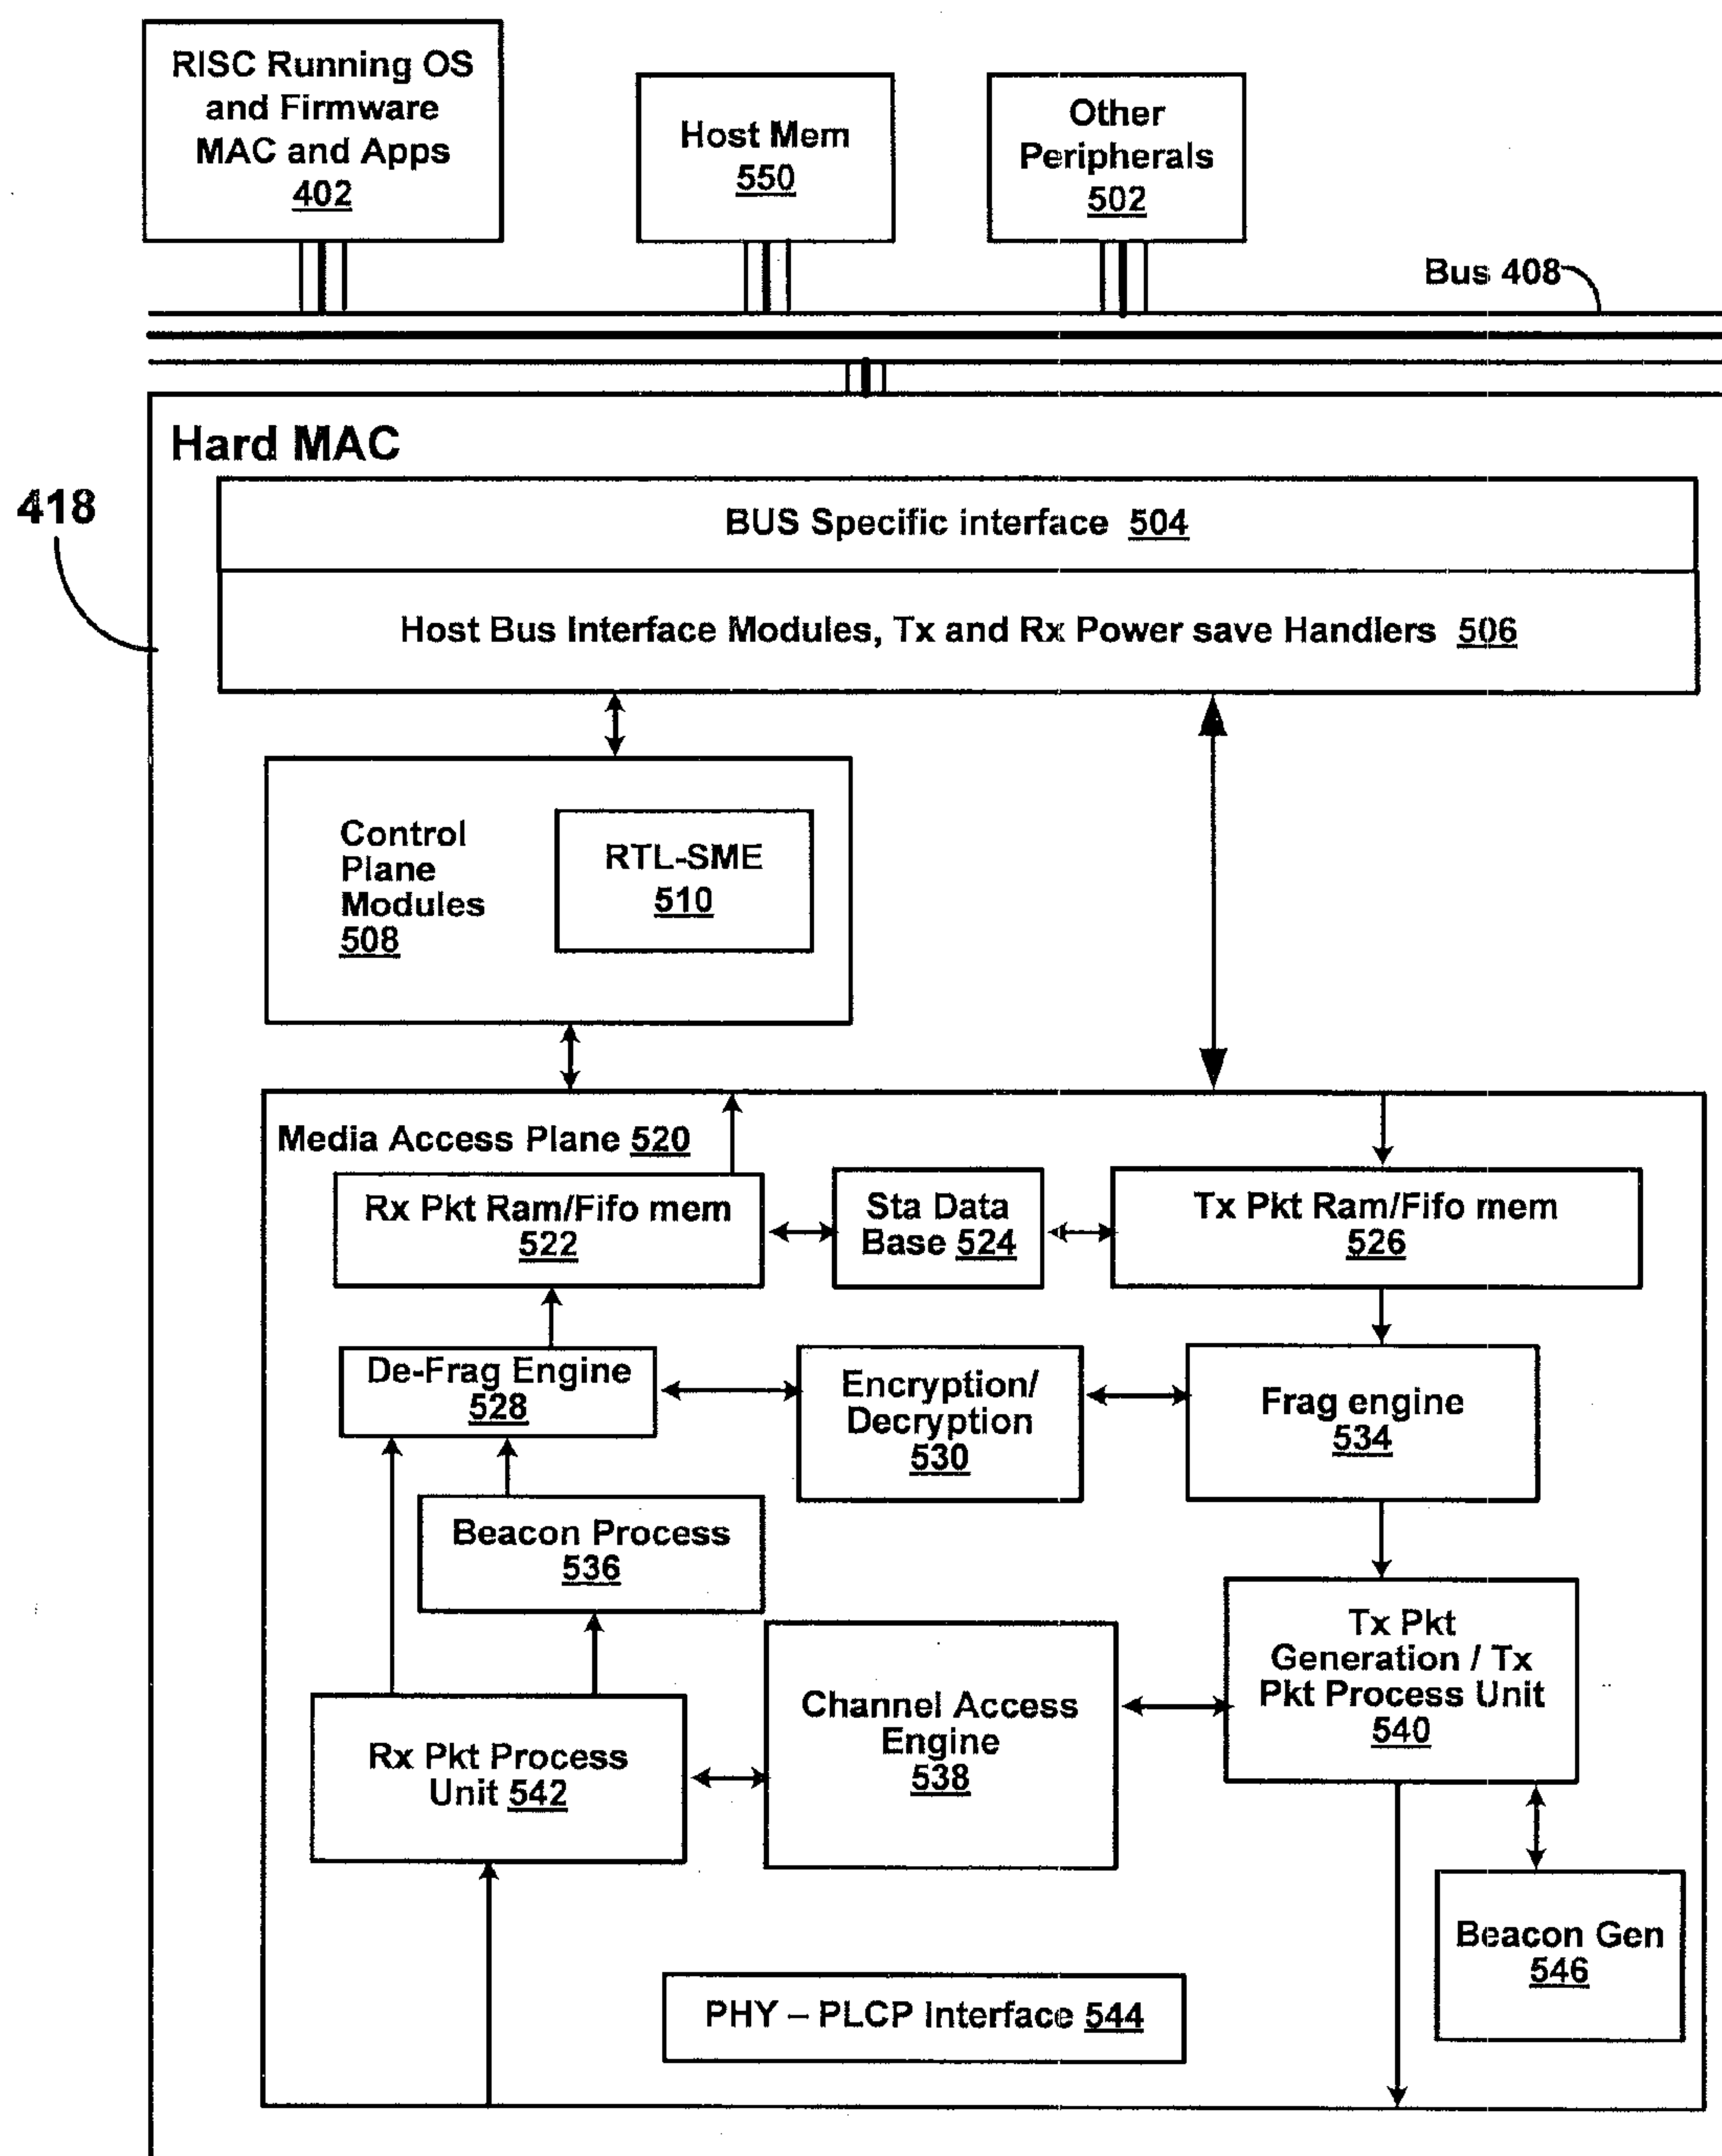 RISC Running OS
and Firmware
MAC and Apps
402
Host Mem
550
Other
Peripherals
502
Bus 408
Hard MAC
418
BUS Specific interface 504
Host Bus Interface Modules, Tx and Rx Power save Handlers 506
Control
Plane
Modules
508
RTL-SME
510
Media Access Plane 520
Rx Pkt Ram/Fifo mem
522
Sta Data
Base 524
Tx Pkt Ram/Fifo mem
526
De-Frag Engine
528
Encryption/
Decryption
530
Frag engine
534
Beacon Process
536
Channel Access
Engine
538
Tx Pkt
Generation / Tx
Pkt Process Unit
540
Rx Pkt Process
Unit 542
Beacon Gen
546
PHY – PLCP Interface 544